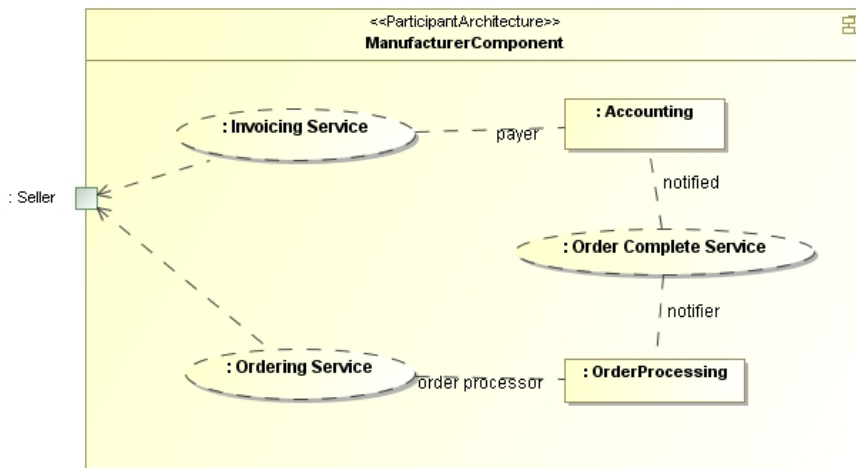 <<ParticipantArchitecture>>
ManufacturerComponent
: Invoicing Service
payer
: Accounting
notified
: Seller
: Order Complete Service
notifier
: Ordering Service
order processor
: OrderProcessing